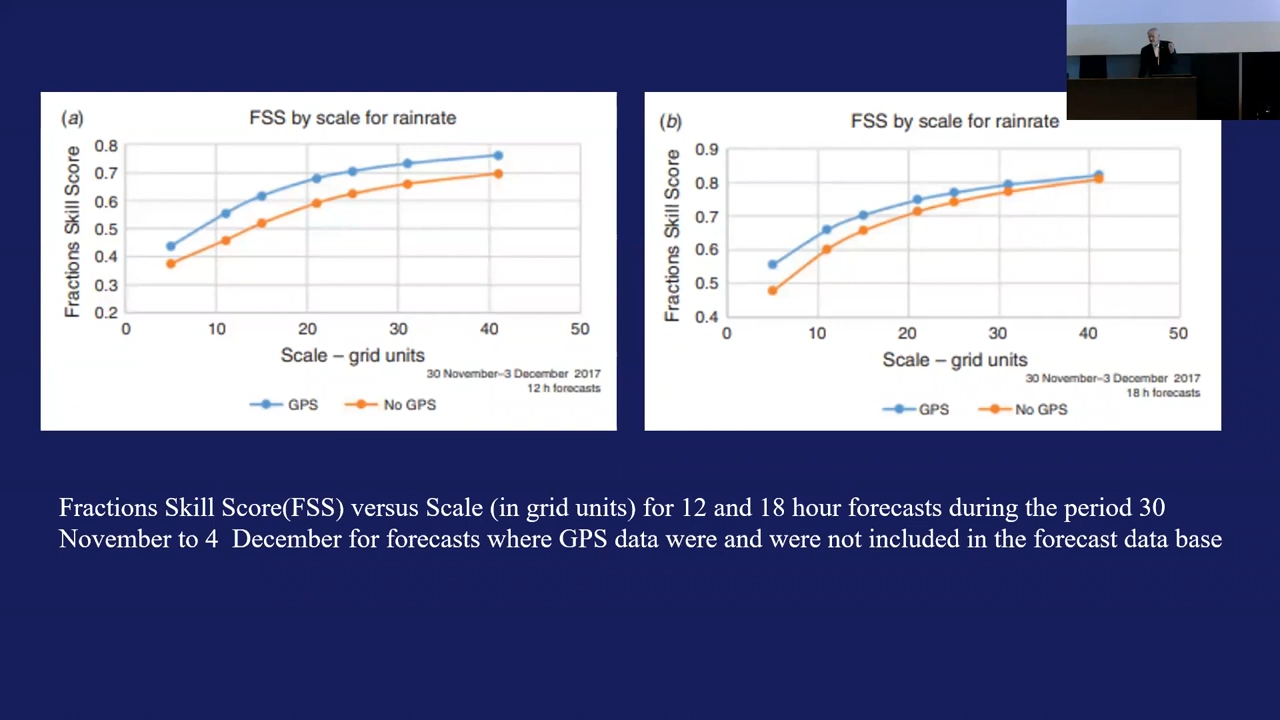 (a) FSS by scale for rainrate
Fractions Skill Score
0.8
0.7
0.6
0.5
0.4
0.3
0.2
0 10 20 30 40 50
Scale – grid units
30 November–3 December 2017
12 h forecasts
GPS No GPS
(b) FSS by scale for rainrate
Fractions Skill Score
0.9
0.8
0.7
0.6
0.5
0.4
0 10 20 30 40 50
Scale – grid units
30 November–3 December 2017
18 h forecasts
GPS No GPS
Fractions Skill Score(FSS) versus Scale (in grid units) for 12 and 18 hour forecasts during the period 30
November to 4 December for forecasts where GPS data were and were not included in the forecast data base